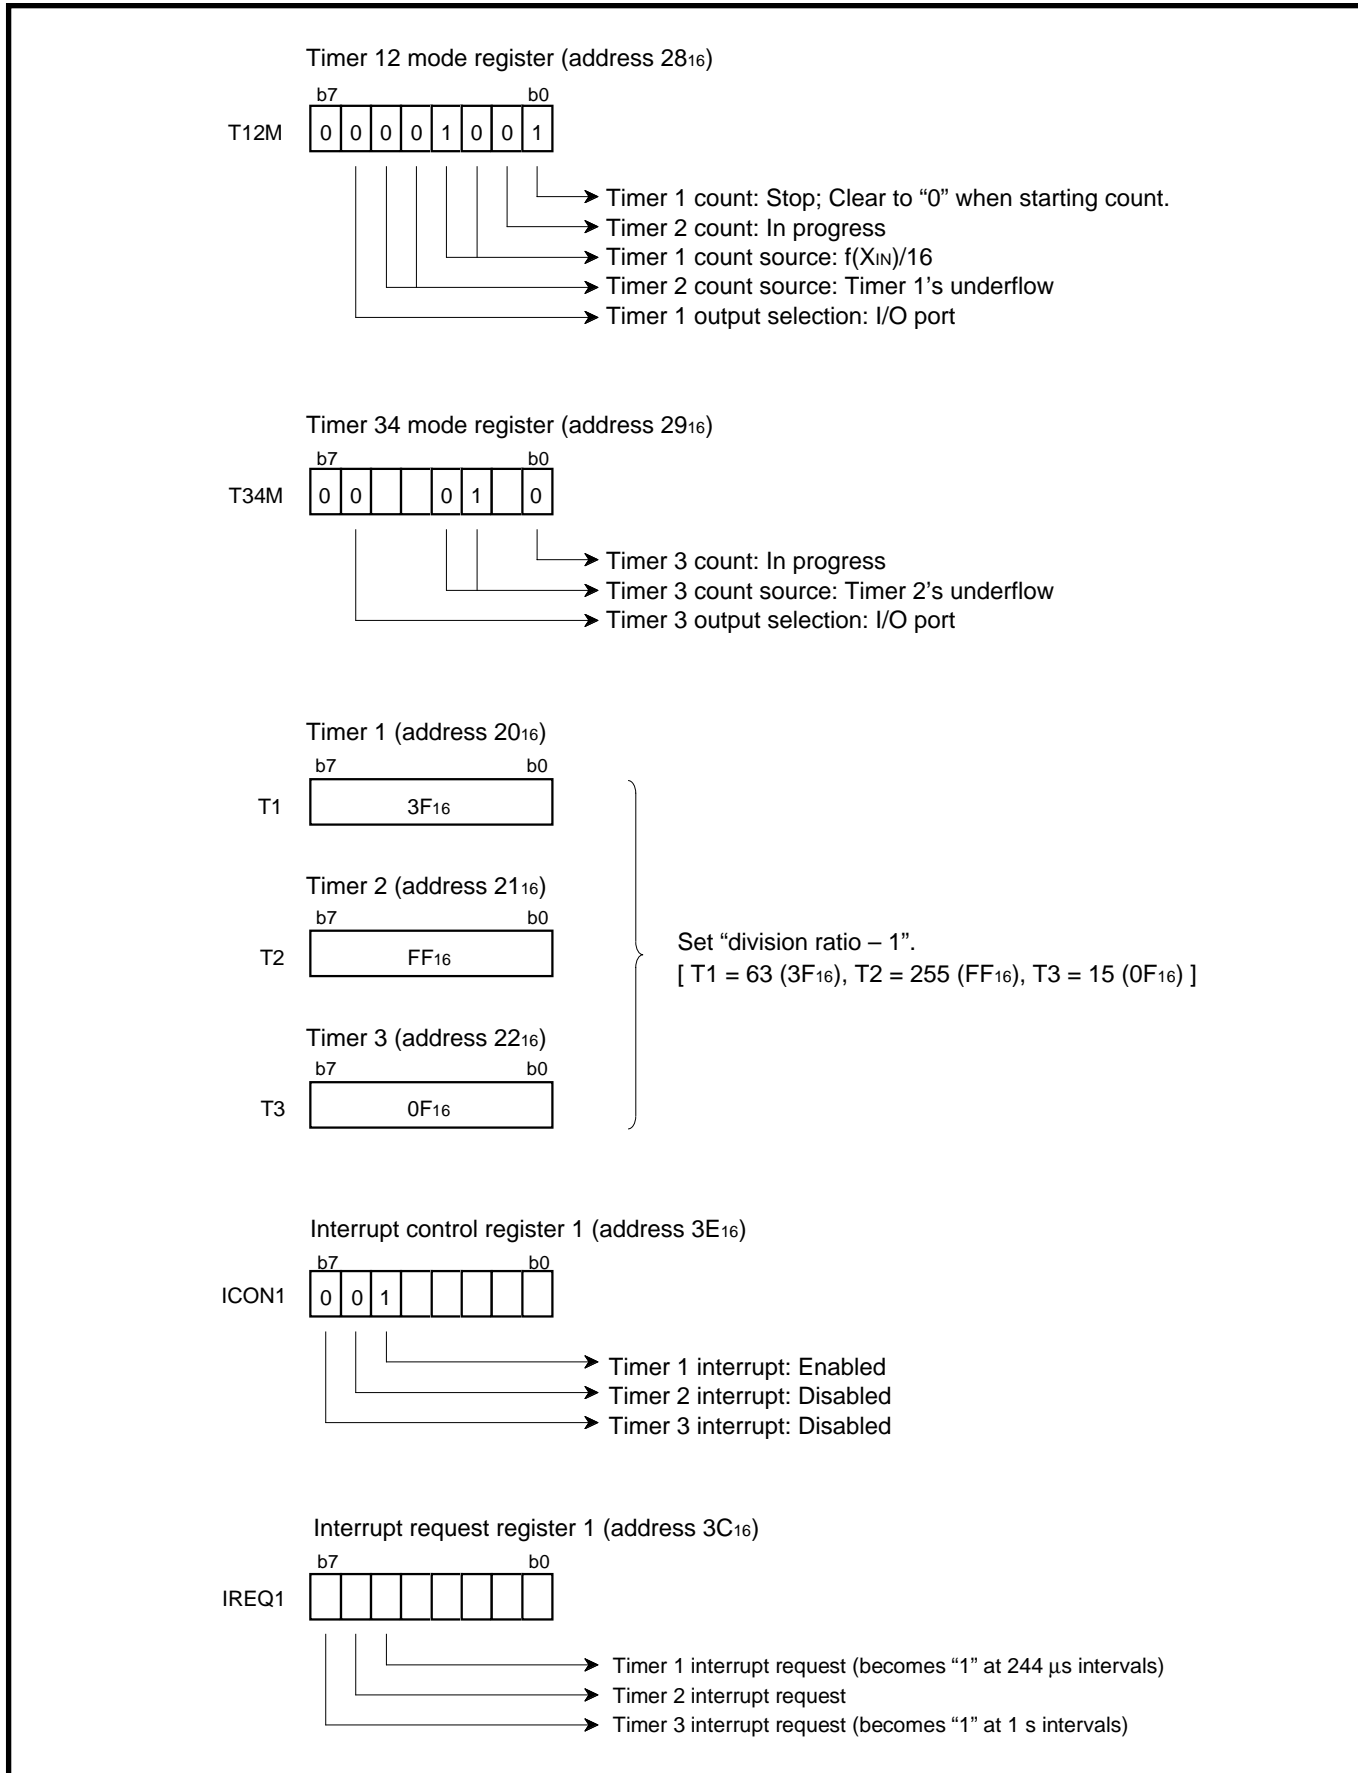 Timer 12 mode register (address 2816)
b7 b0
T12M 0 0 0 0 1 0 0 1
Timer 1 count: Stop; Clear to “0” when starting count.
Timer 2 count: In progress
Timer 1 count source: f(XIN)/16
Timer 2 count source: Timer 1’s underflow
Timer 1 output selection: I/O port
Timer 34 mode register (address 2916)
b7 b0
T34M 0 0 0 1 0
Timer 3 count: In progress
Timer 3 count source: Timer 2’s underflow
Timer 3 output selection: I/O port
Timer 1 (address 2016)
b7 b0
T1 3F16
Timer 2 (address 2116)
b7 b0
T2 FF16
Set “division ratio – 1”.
[ T1 = 63 (3F16), T2 = 255 (FF16), T3 = 15 (0F16) ]
Timer 3 (address 2216)
b7 b0
T3 0F16
Interrupt control register 1 (address 3E16)
b7 b0
ICON1 0 0 1
Timer 1 interrupt: Enabled
Timer 2 interrupt: Disabled
Timer 3 interrupt: Disabled
Interrupt request register 1 (address 3C16)
b7 b0
IREQ1
Timer 1 interrupt request (becomes “1” at 244 µs intervals)
Timer 2 interrupt request
Timer 3 interrupt request (becomes “1” at 1 s intervals)